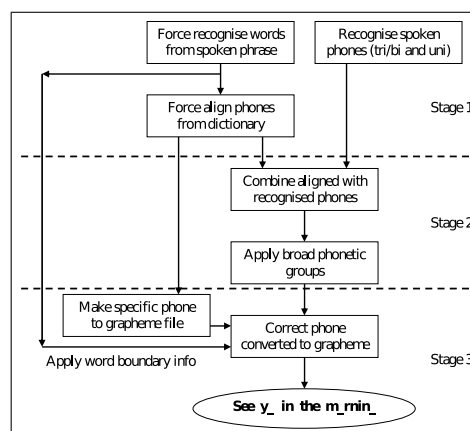 Force recognise words
from spoken phrase
Recognise spoken
phones (tri/bi and uni)
Force align phones
from dictionary
Stage 1
Combine aligned with
recognised phones
Stage 2
Apply broad phonetic
groups
Make specific phone
to grapheme file
Correct phone
converted to grapheme
Apply word boundary info
Stage 3
See y_ in the m_rnin_